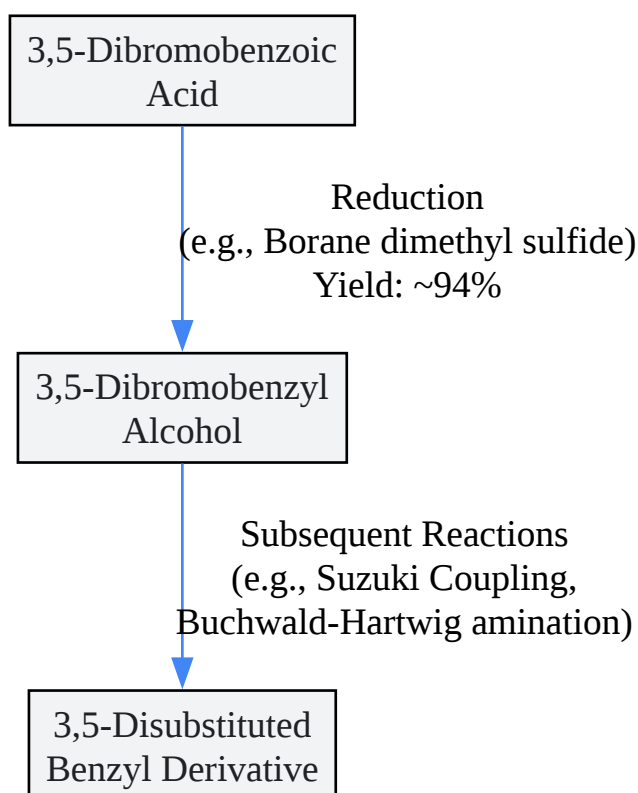 3,5-Dibromobenzoic
Acid
Reduction
(e.g., Borane dimethyl sulfide)
Yield: ~94%
3,5-Dibromobenzyl
Alcohol
Subsequent Reactions
(e.g., Suzuki Coupling,
Buchwald-Hartwig amination)
3,5-Disubstituted
Benzyl Derivative